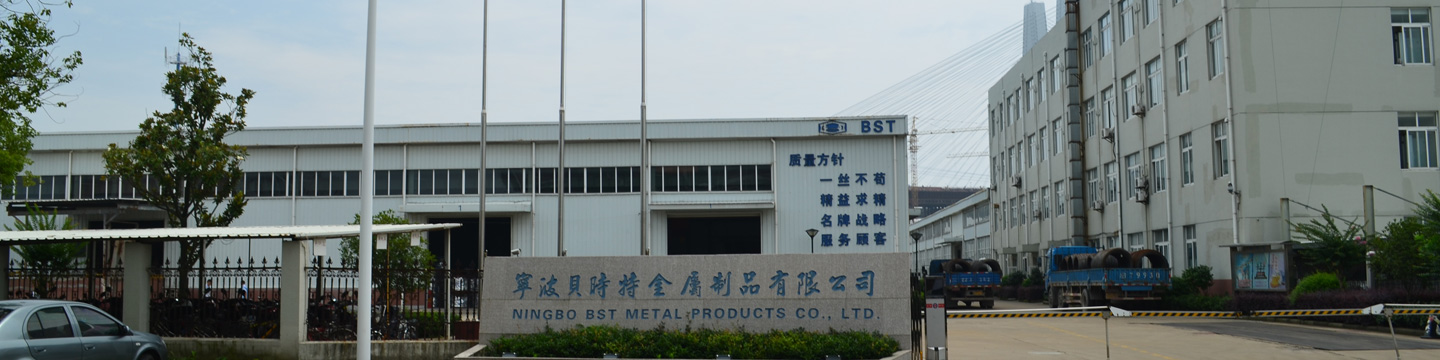 BST
质量方针
一丝不苟
精益求精
名牌战略
服务顾客
寧波貝時特金属制品有限公司
NINGBO BST METAL PRODUCTS CO., LTD.